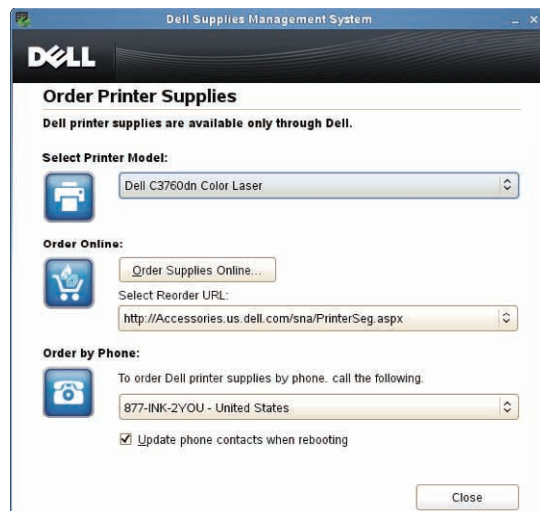 Dell Supplies Management System
DELL
Order Printer Supplies
Dell printer supplies are available only through Dell.
Select Printer Model:
Dell C3760dn Color Laser
Order Online:
Order Supplies Online...
Select Reorder URL:
http://Accessories.us.dell.com/sna/PrinterSeg.aspx
Order by Phone:
To order Dell printer supplies by phone. call the following.
877-INK-2YOU - United States
Update phone contacts when rebooting
Close